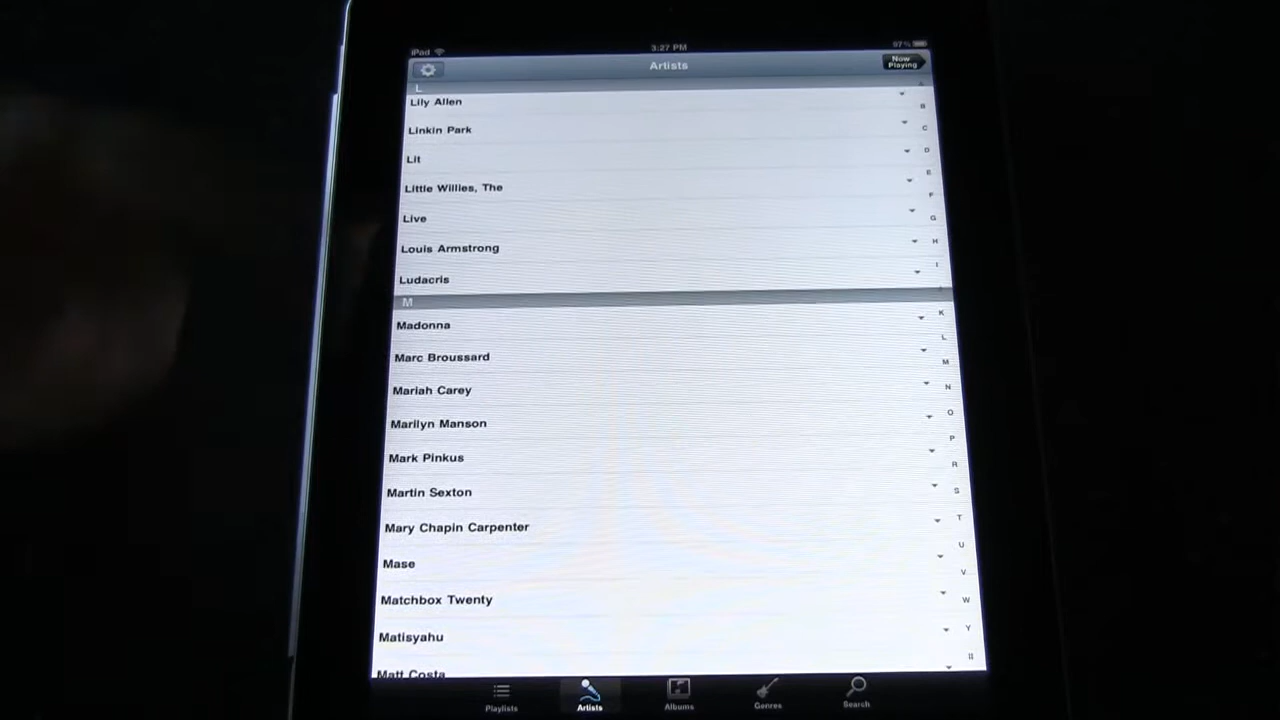 iPad 3:27 PM 97%
Artists
Now
Playing
L
Lily Allen
Linkin Park
Lit
Little Willies, The
Live
Louis Armstrong
Ludacris
M
Madonna
Marc Broussard
Mariah Carey
Marilyn Manson
Mark Pinkus
Martin Sexton
Mary Chapin Carpenter
Mase
Matchbox Twenty
Matisyahu
Matt Costa
A
B
C
D
E
F
G
H
I
J
K
L
M
N
O
P
R
S
T
U
V
W
Y
#
Playlists Artists Albums Genres Search